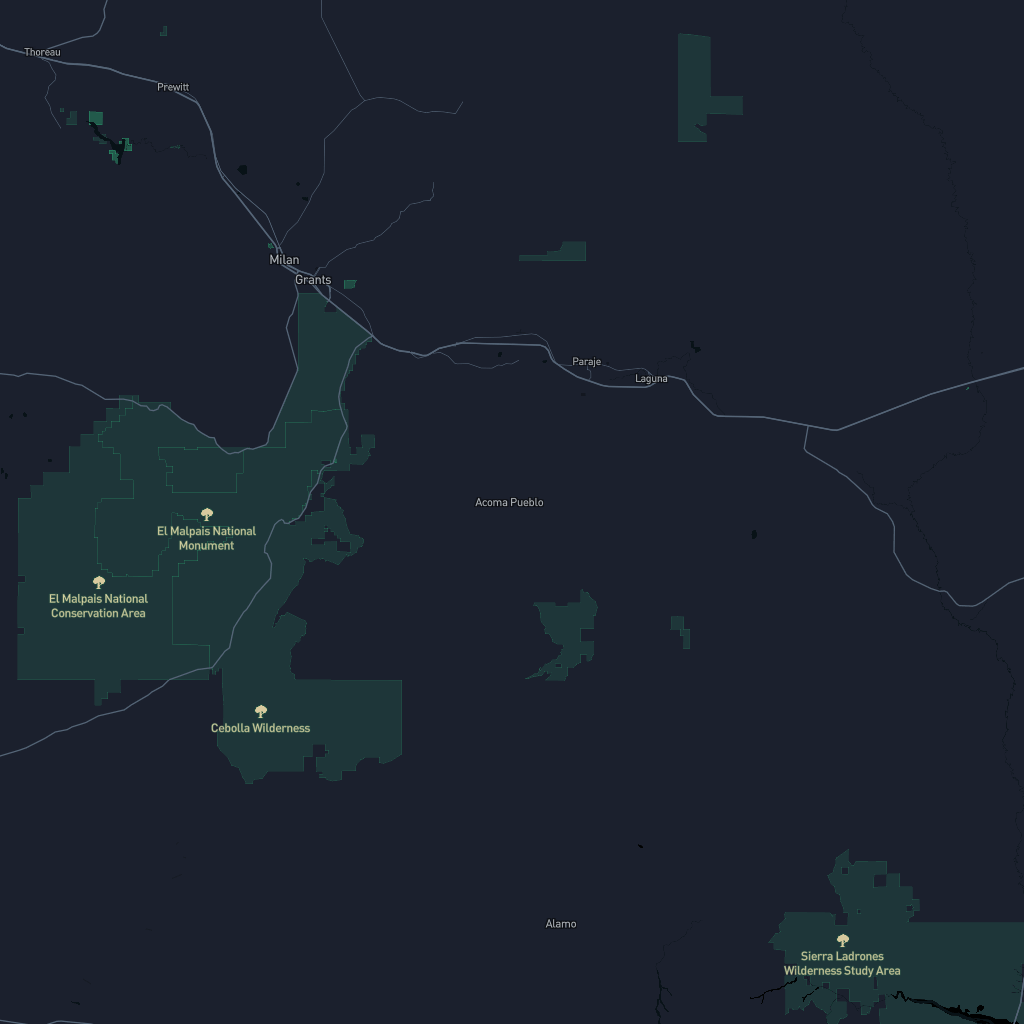 Thoreau
Prewitt
Milan
Grants
Paraje
Laguna
Acoma Pueblo
El Malpais National
Monument
El Malpais National
Conservation Area
Cebolla Wilderness
Alamo
Sierra Ladrones
Wilderness Study Area